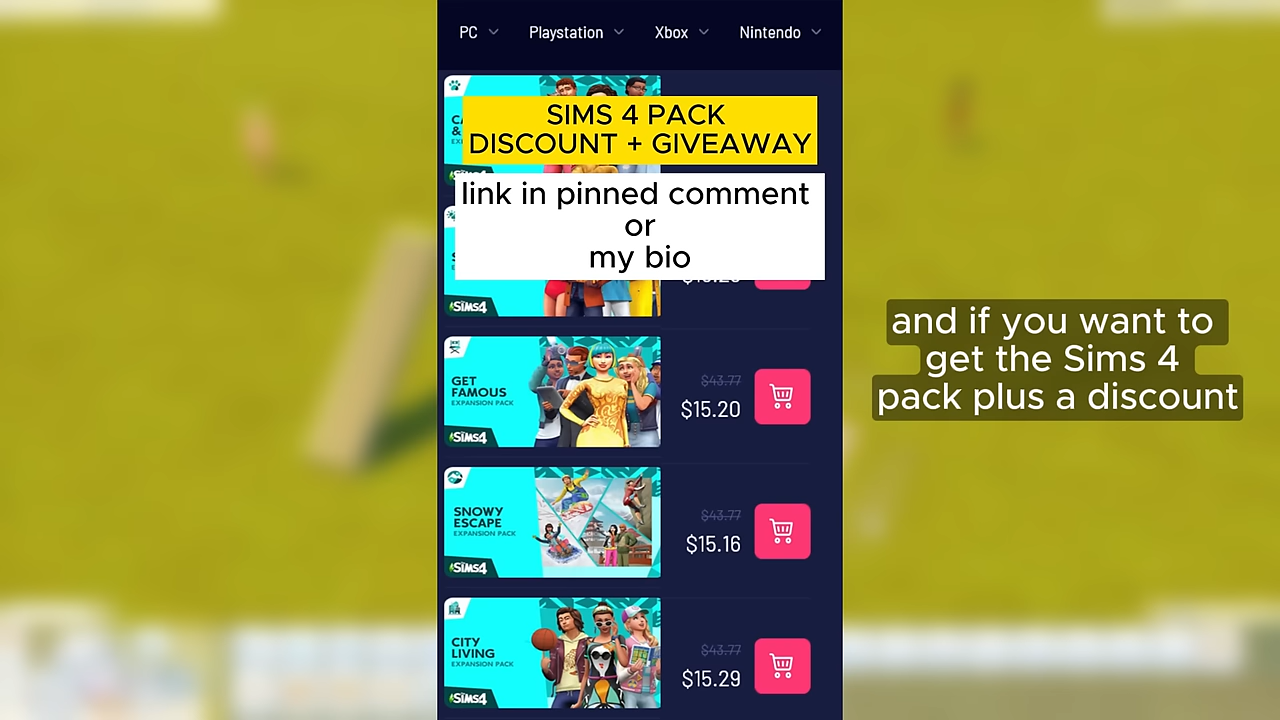 PC
Playstation
Xbox
Nintendo
SIMS 4 PACK
DISCOUNT + GIVEAWAY
link in pinned comment
or
my bio
SIMS4
GET
FAMOUS
EXPANSION PACK
SIMS4
$43.77
$15.20
SNOWY
ESCAPE
EXPANSION PACK
SIMS4
$43.77
$15.16
CITY
LIVING
EXPANSION PACK
SIMS4
$43.77
$15.29
and if you want to
get the Sims 4
pack plus a discount